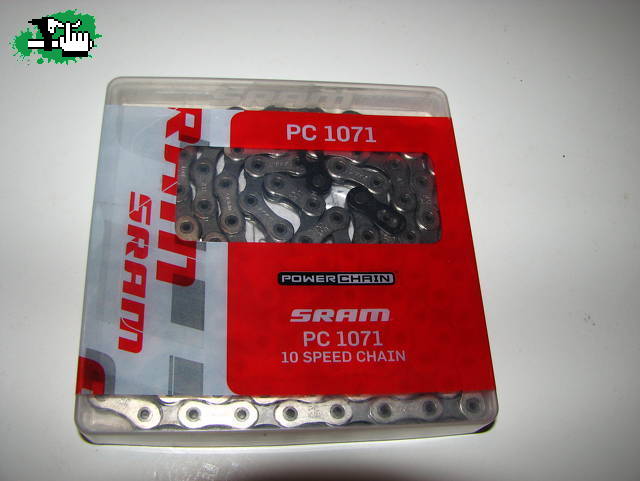 SRAM
PC 1071
SRAM
POWERCHAIN
SRAM
PC 1071
10 SPEED CHAIN